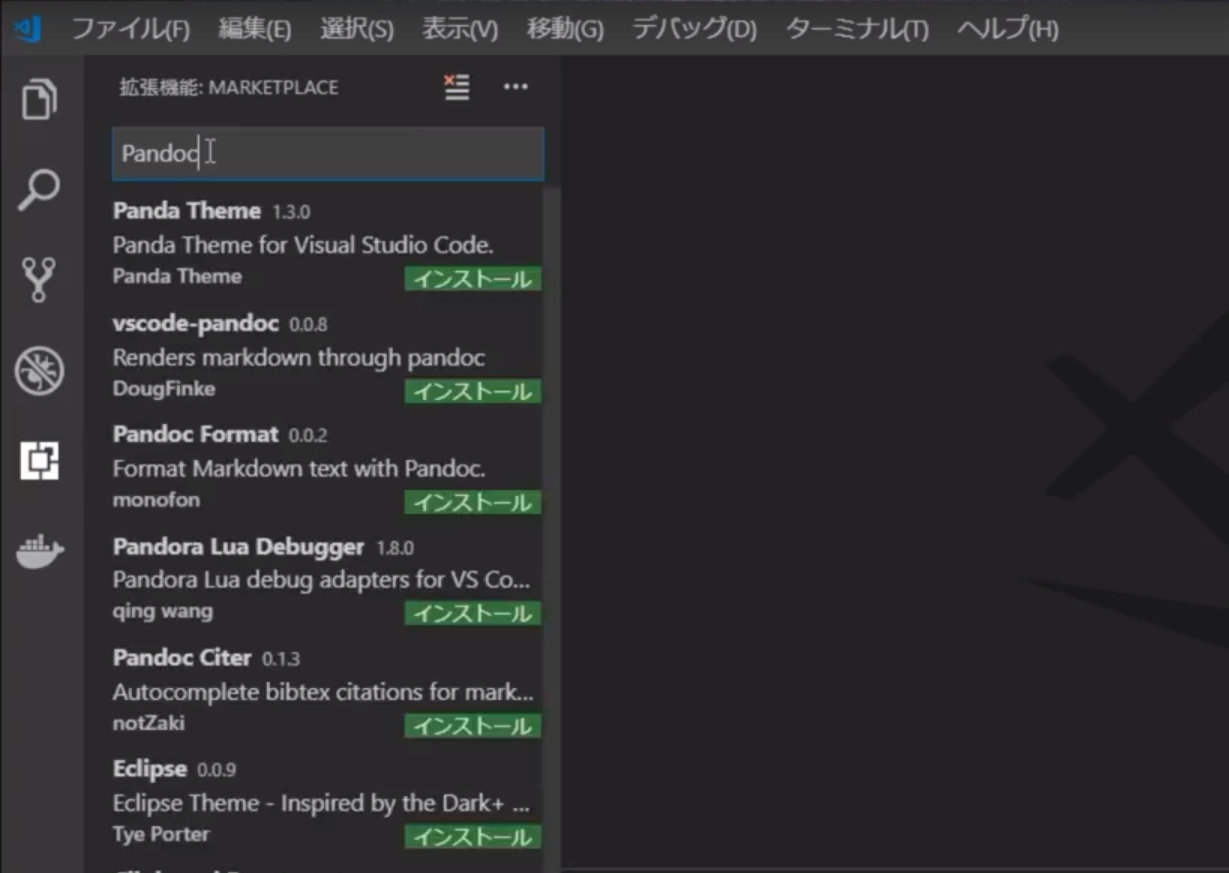 ファイル(F) 編集(E) 選択(S) 表示(V) 移動(G) デバッグ(D) ターミナル(T) ヘルプ(H)
拡張機能: MARKETPLACE
Pandoc
Panda Theme 1.3.0
Panda Theme for Visual Studio Code.
Panda Theme インストール
vscode-pandoc 0.0.8
Renders markdown through pandoc
DougFinke インストール
Pandoc Format 0.0.2
Format Markdown text with Pandoc.
monofon インストール
Pandora Lua Debugger 1.8.0
Pandora Lua debug adapters for VS Co...
qing wang インストール
Pandoc Citer 0.1.3
Autocomplete bibtex citations for mark...
notZaki インストール
Eclipse 0.0.9
Eclipse Theme - Inspired by the Dark+ ...
Tye Porter インストール